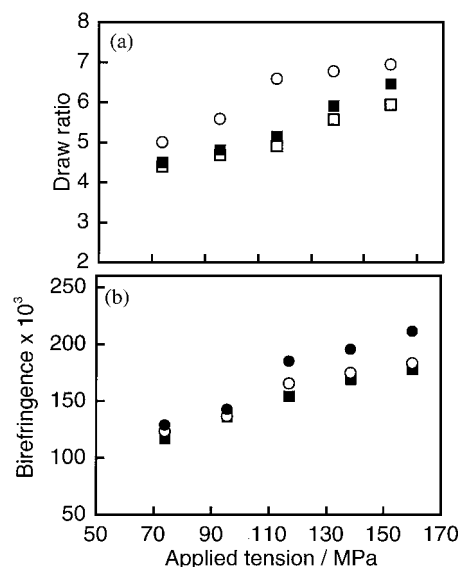 (a)
8
7
6
5
4
3
2
Draw ratio
(b)
250
200
150
100
50
Birefringence x 10³
50 70 90 110 130 150 170
Applied tension / MPa